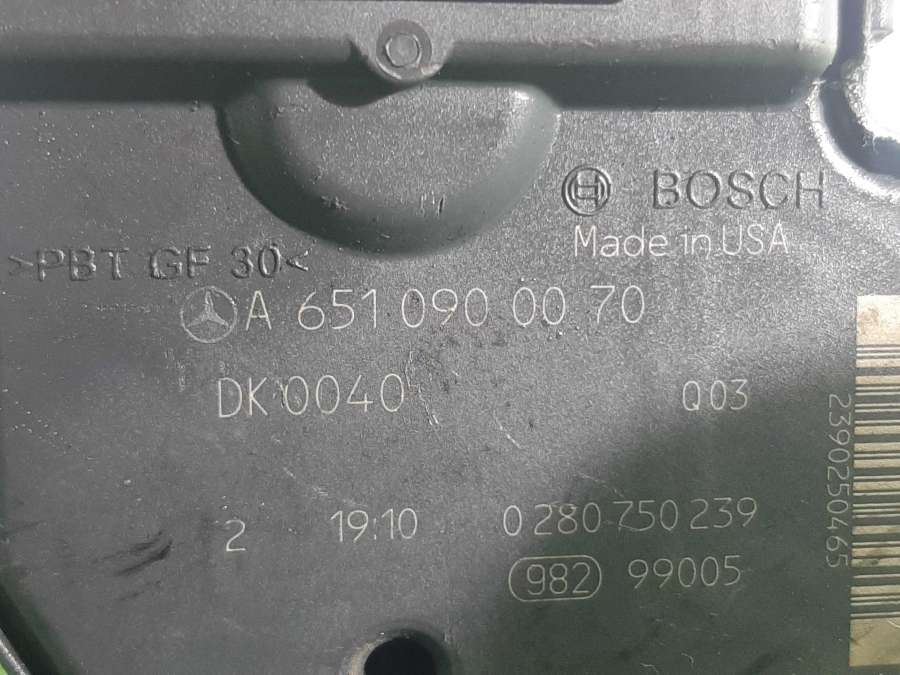 BOSCH
Made in USA
>PBT GF 30<
A 651 090 00 70
DK 0040 Q03
2 19:10 0 280 750 239
982 99005
2390250465